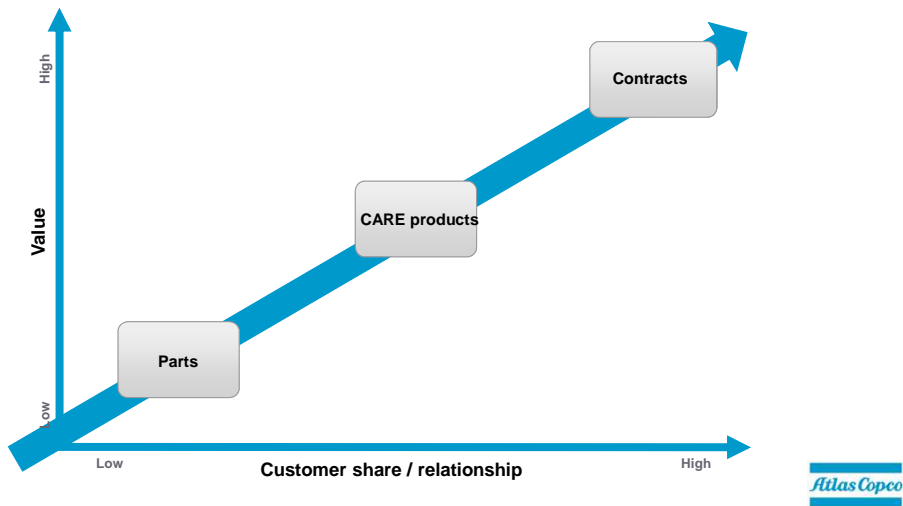 High
Contracts
Value
CARE products
Parts
Low
Low
Customer share / relationship
High
Atlas Copco